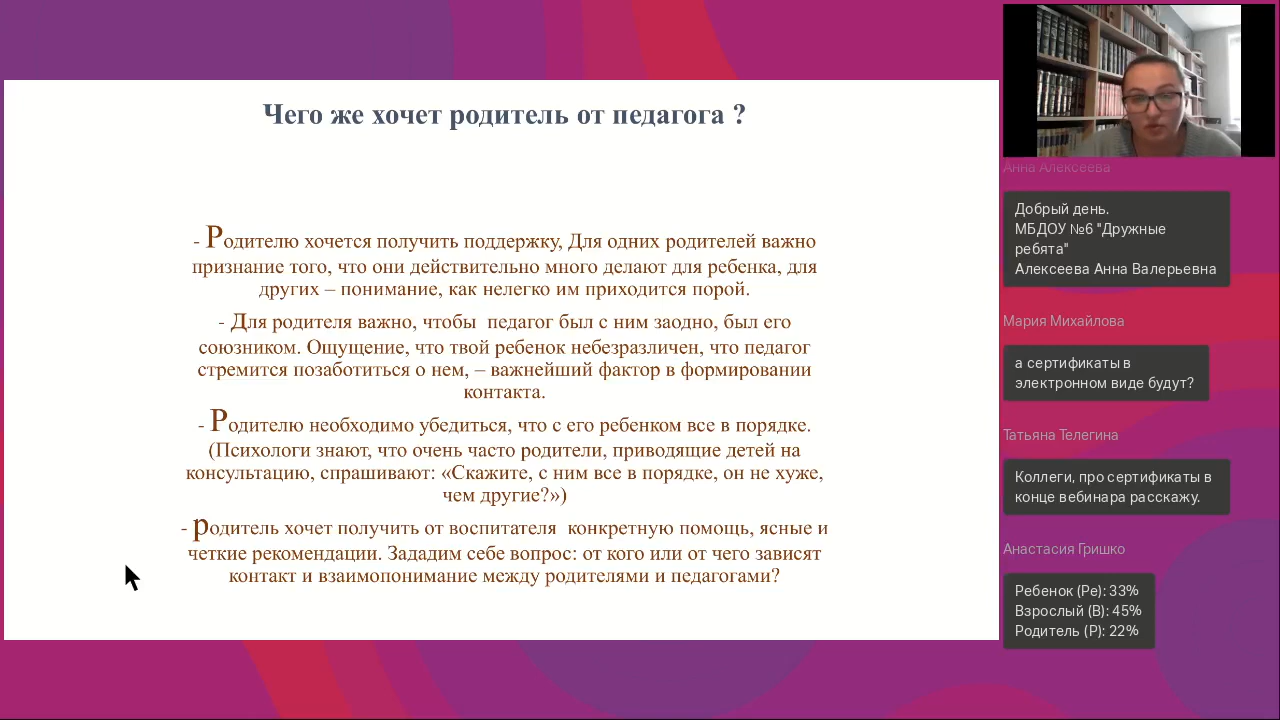 Чего же хочет родитель от педагога ?
- Родителю хочется получить поддержку, Для одних родителей важно
признание того, что они действительно много делают для ребенка, для
других – понимание, как нелегко им приходится порой.
- Для родителя важно, чтобы  педагог был с ним заодно, был его
союзником. Ощущение, что твой ребенок небезразличен, что педагог
стремится позаботиться о нем, – важнейший фактор в формировании
контакта.
- Родителю необходимо убедиться, что с его ребенком все в порядке.
(Психологи знают, что очень часто родители, приводящие детей на
консультацию, спрашивают: «Скажите, с ним все в порядке, он не хуже,
чем другие?»)
- родитель хочет получить от воспитателя  конкретную помощь, ясные и
четкие рекомендации. Зададим себе вопрос: от кого или от чего зависят
контакт и взаимопонимание между родителями и педагогами?
Анна Алексеева
Добрый день.
МБДОУ №6 "Дружные
ребята"
Алексеева Анна Валерьевна
Мария Михайлова
а сертификаты в
электронном виде будут?
Татьяна Телегина
Коллеги, про сертификаты в
конце вебинара расскажу.
Анастасия Гришко
Ребенок (Ре): 33%
Взрослый (В): 45%
Родитель (Р): 22%